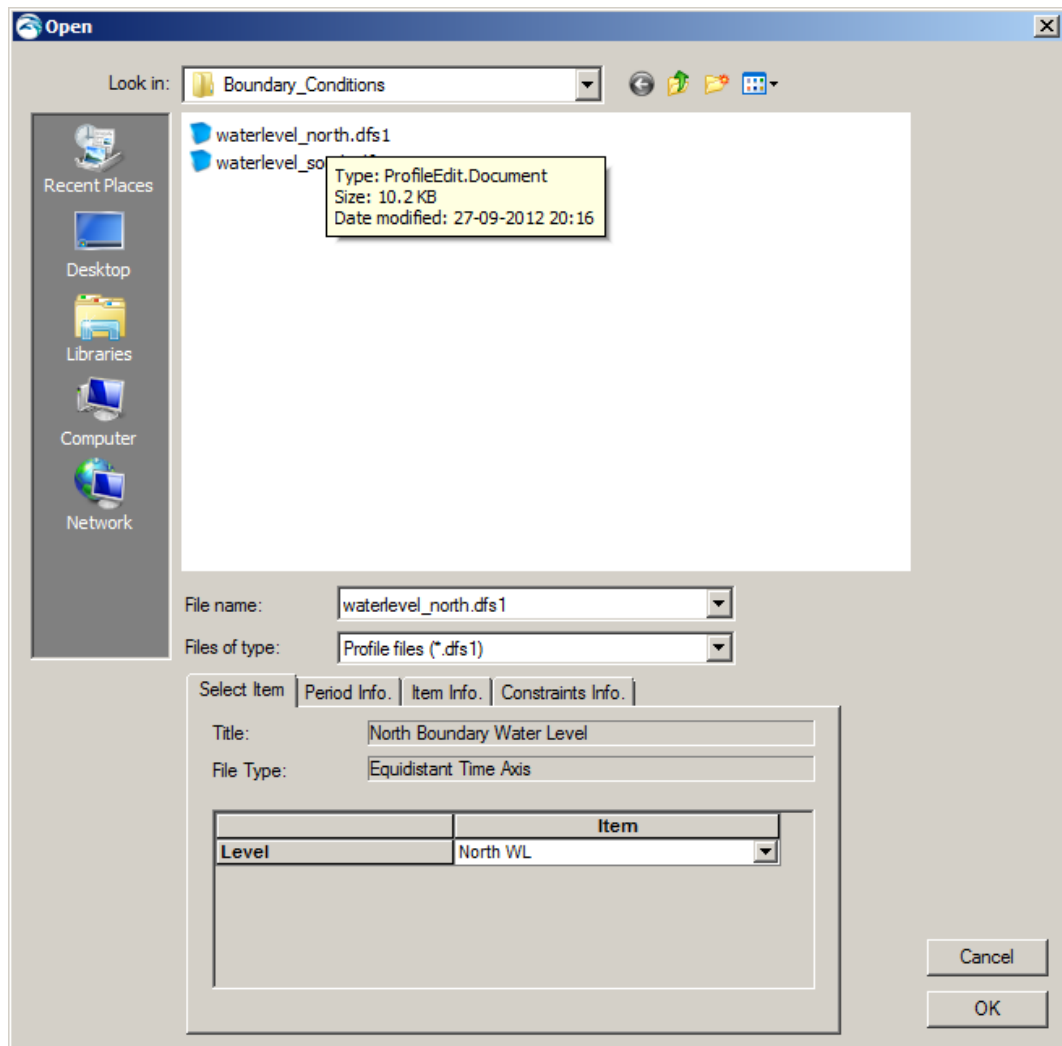 Open
Look in:
Boundary_Conditions
Recent Places
Desktop
Libraries
Computer
Network
waterlevel_north.dfs1
Type: ProfileEdit.Document
Size: 10.2 KB
Date modified: 27-09-2012 20:16
File name:
waterlevel_north.dfs1
Files of type:
Profile files (*.dfs1)
Select Item Period Info. Item Info. Constraints Info.
Title:
North Boundary Water Level
File Type:
Equidistant Time Axis
Item
Level
North WL
Cancel
OK